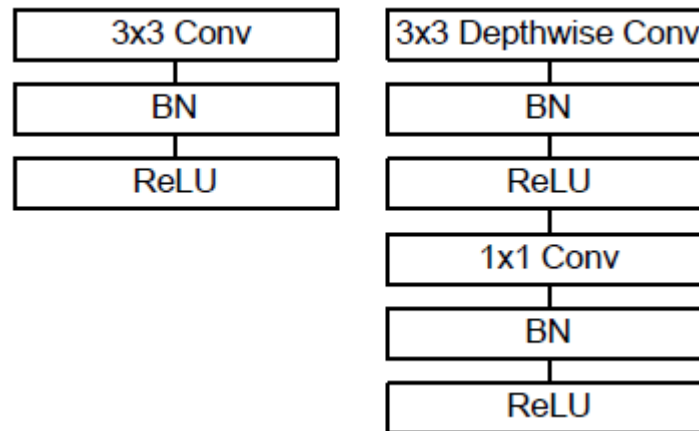 3x3 Conv
BN
ReLU
3x3 Depthwise Conv
BN
ReLU
1x1 Conv
BN
ReLU